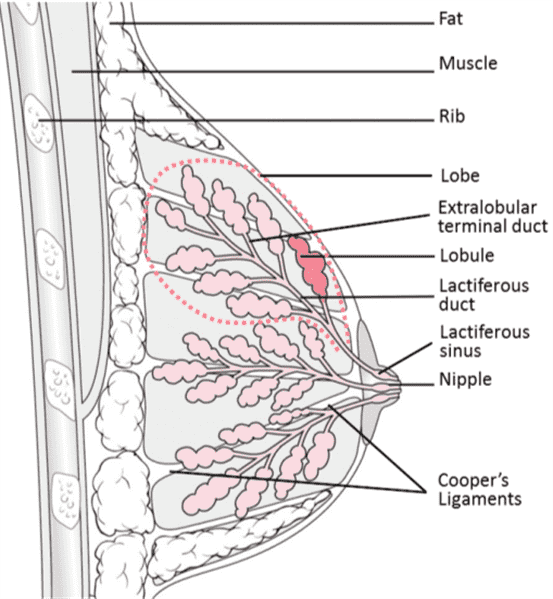 Fat
Muscle
Rib
Lobe
Extralobular
terminal duct
Lobule
Lactiferous
duct
Lactiferous
sinus
Nipple
Cooper's
Ligaments